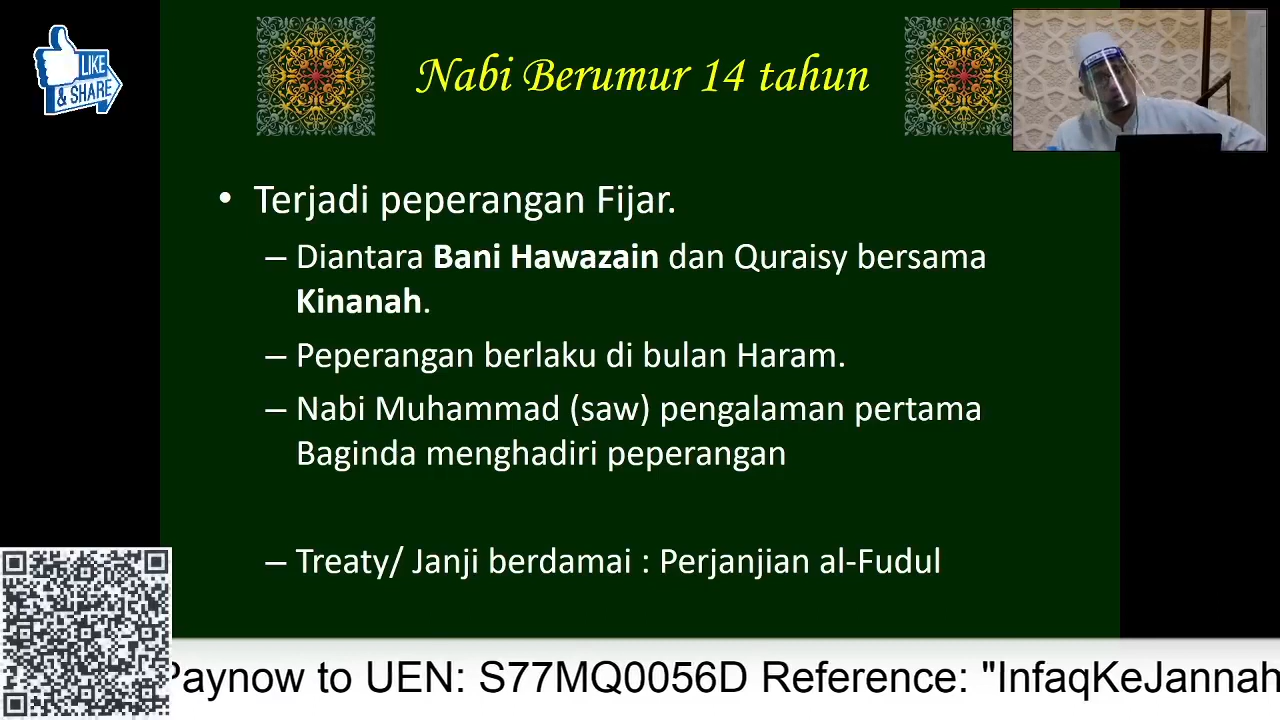 LIKE
& SHARE
Nabi Berumur 14 tahun
• Terjadi peperangan Fijar.
– Diantara Bani Hawazain dan Quraisy bersama
Kinanah.
– Peperangan berlaku di bulan Haram.
– Nabi Muhammad (saw) pengalaman pertama
Baginda menghadiri peperangan
– Treaty/ Janji berdamai : Perjanjian al-Fudul
Paynow to UEN: S77MQ0056D Reference: "InfaqKeJannah